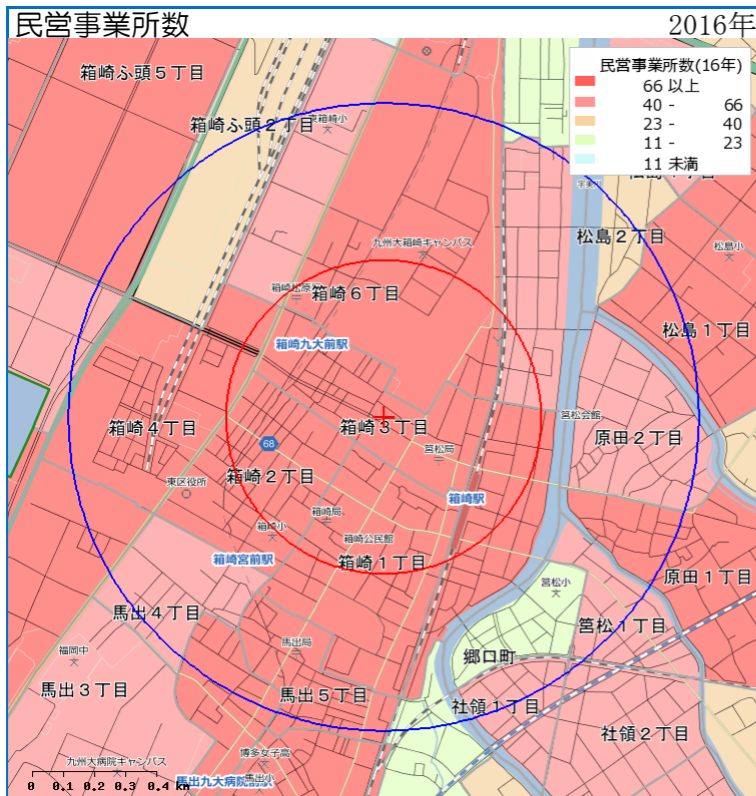 民営事業所数
2016年
民営事業所数(16年)
66 以上
40 - 66
23 - 40
11 - 23
11 未満
箱崎ふ頭5丁目
箱崎ふ頭2丁目
東箱崎小
宇美川
松島2丁目
松島小
九州大箱崎キャンパス
箱崎6丁目
松島1丁目
箱崎九大前駅
箱崎4丁目
68
箱崎3丁目
筥松会館
原田2丁目
筥松局
東区役所
箱崎2丁目
箱崎駅
箱崎局
箱崎小
箱崎公民館
箱崎宮前駅
箱崎1丁目
原田1丁目
筥松小
馬出4丁目
筥松1丁目
福岡中
馬出局
郷口町
馬出3丁目
馬出5丁目
社領1丁目
社領2丁目
博多女子高
九州大病院キャンパス
馬出九大病院前駅
馬出小
0 0.1 0.2 0.3 0.4 km